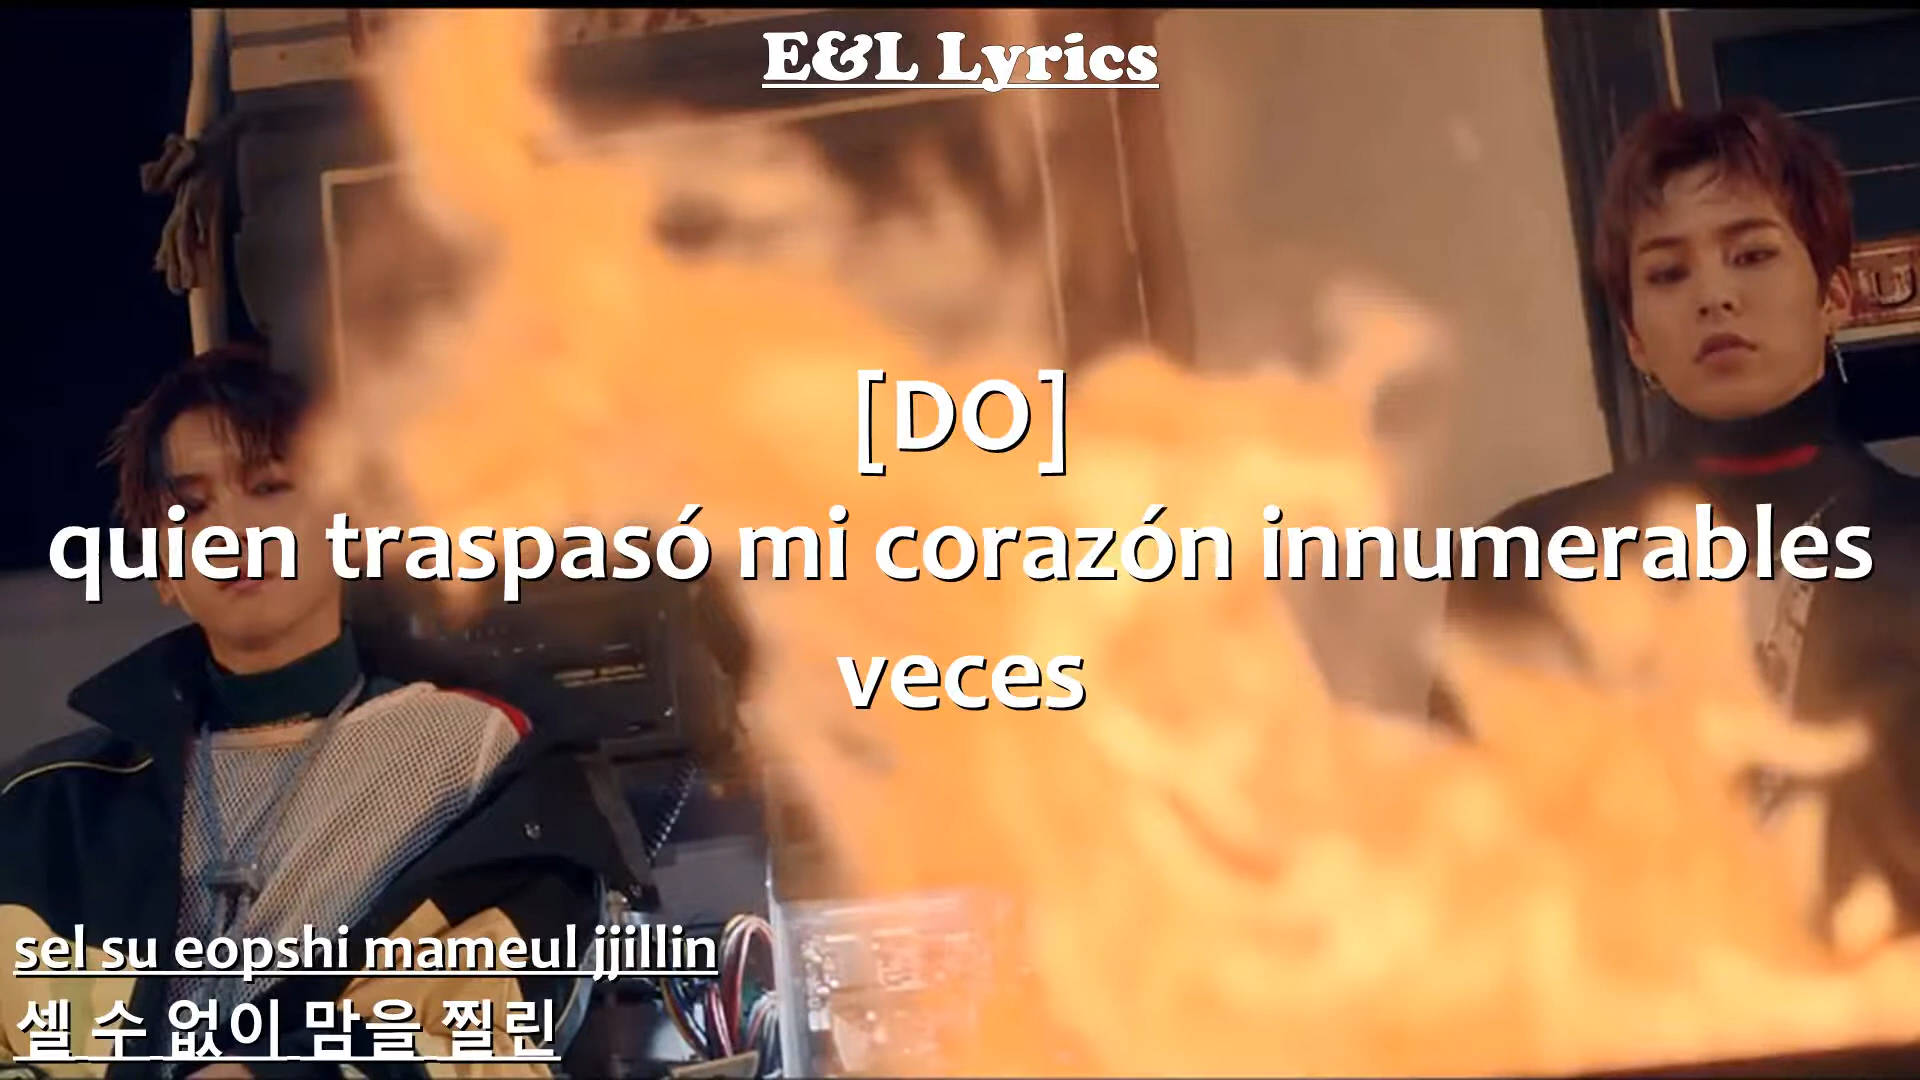 E&L Lyrics
[DO]
quien traspasó mi corazón innumerables
veces
sel su eopshi mameul jjillin
셀 수 없이 맘을 찔린